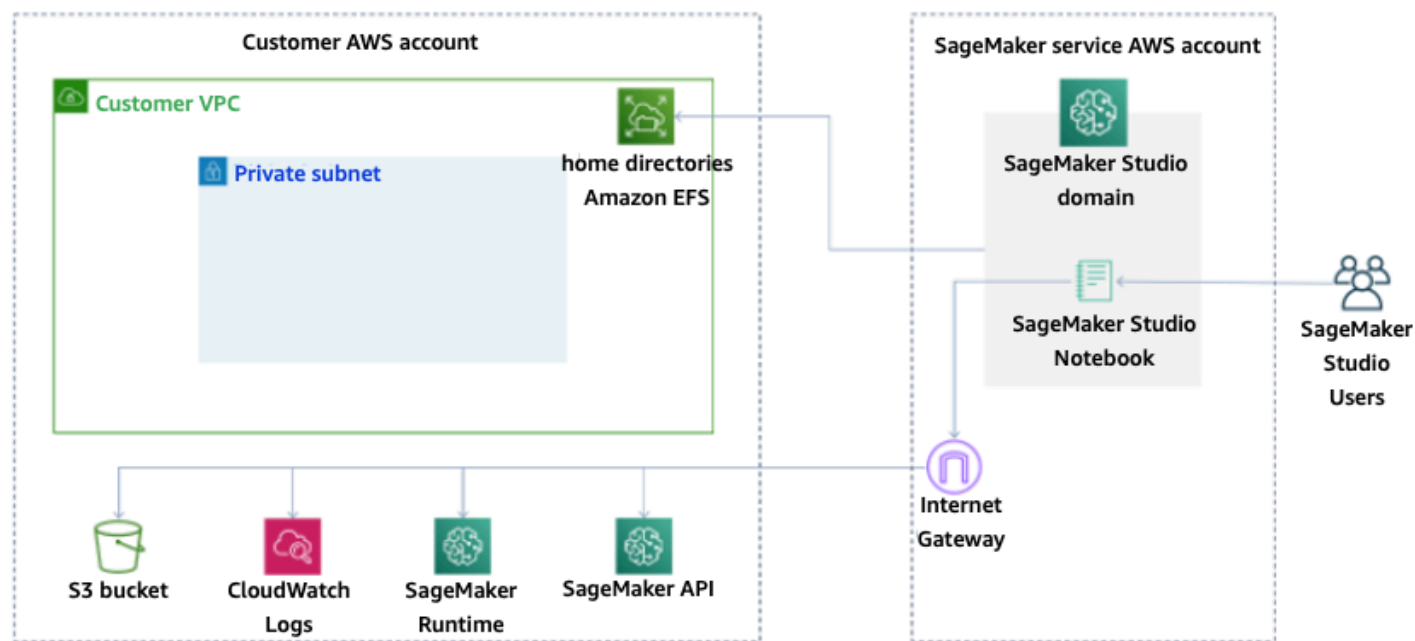 Customer AWS account
SageMaker service AWS account
Customer VPC
home directories
Amazon EFS
Private subnet
SageMaker Studio
domain
SageMaker Studio
Notebook
SageMaker
Studio
Users
Internet
Gateway
S3 bucket
CloudWatch
Logs
SageMaker
Runtime
SageMaker API